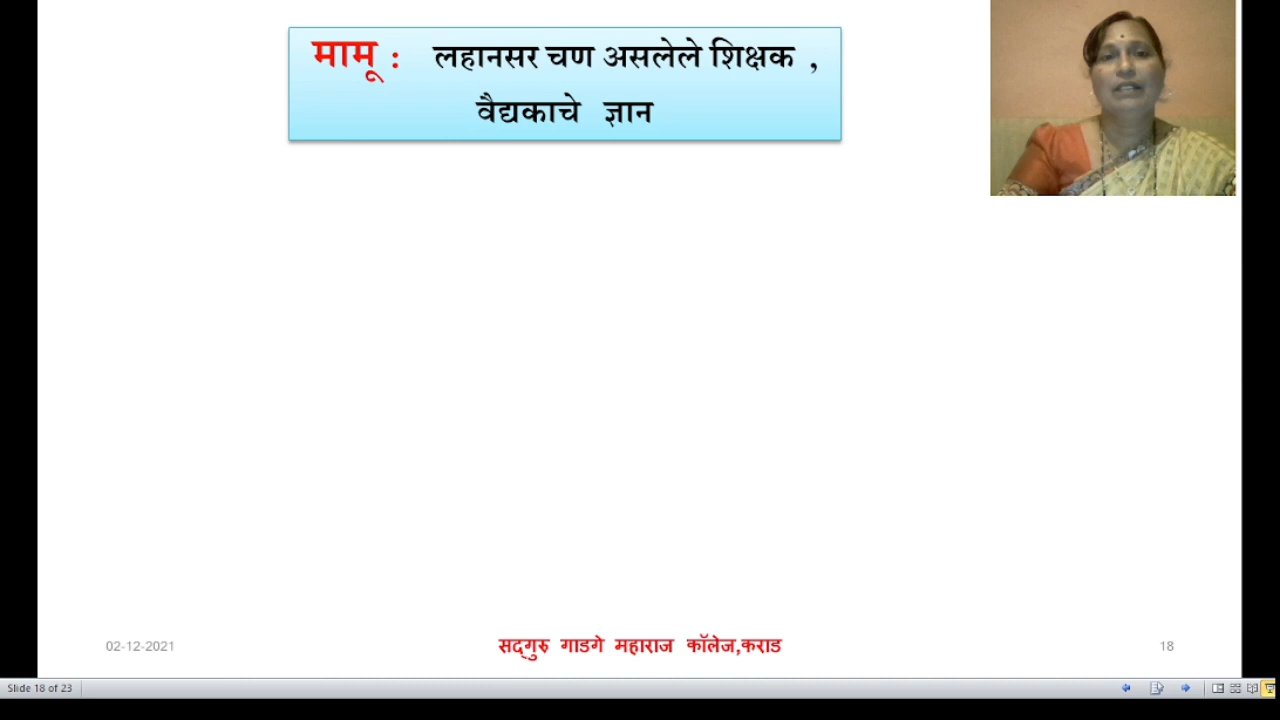 मामू : लहानसर चण असलेले शिक्षक ,
वैद्यकाचे ज्ञान
02-12-2021 सद्‌गुरु गाडगे महाराज कॉलेज,कराड 18
Slide 18 of 23